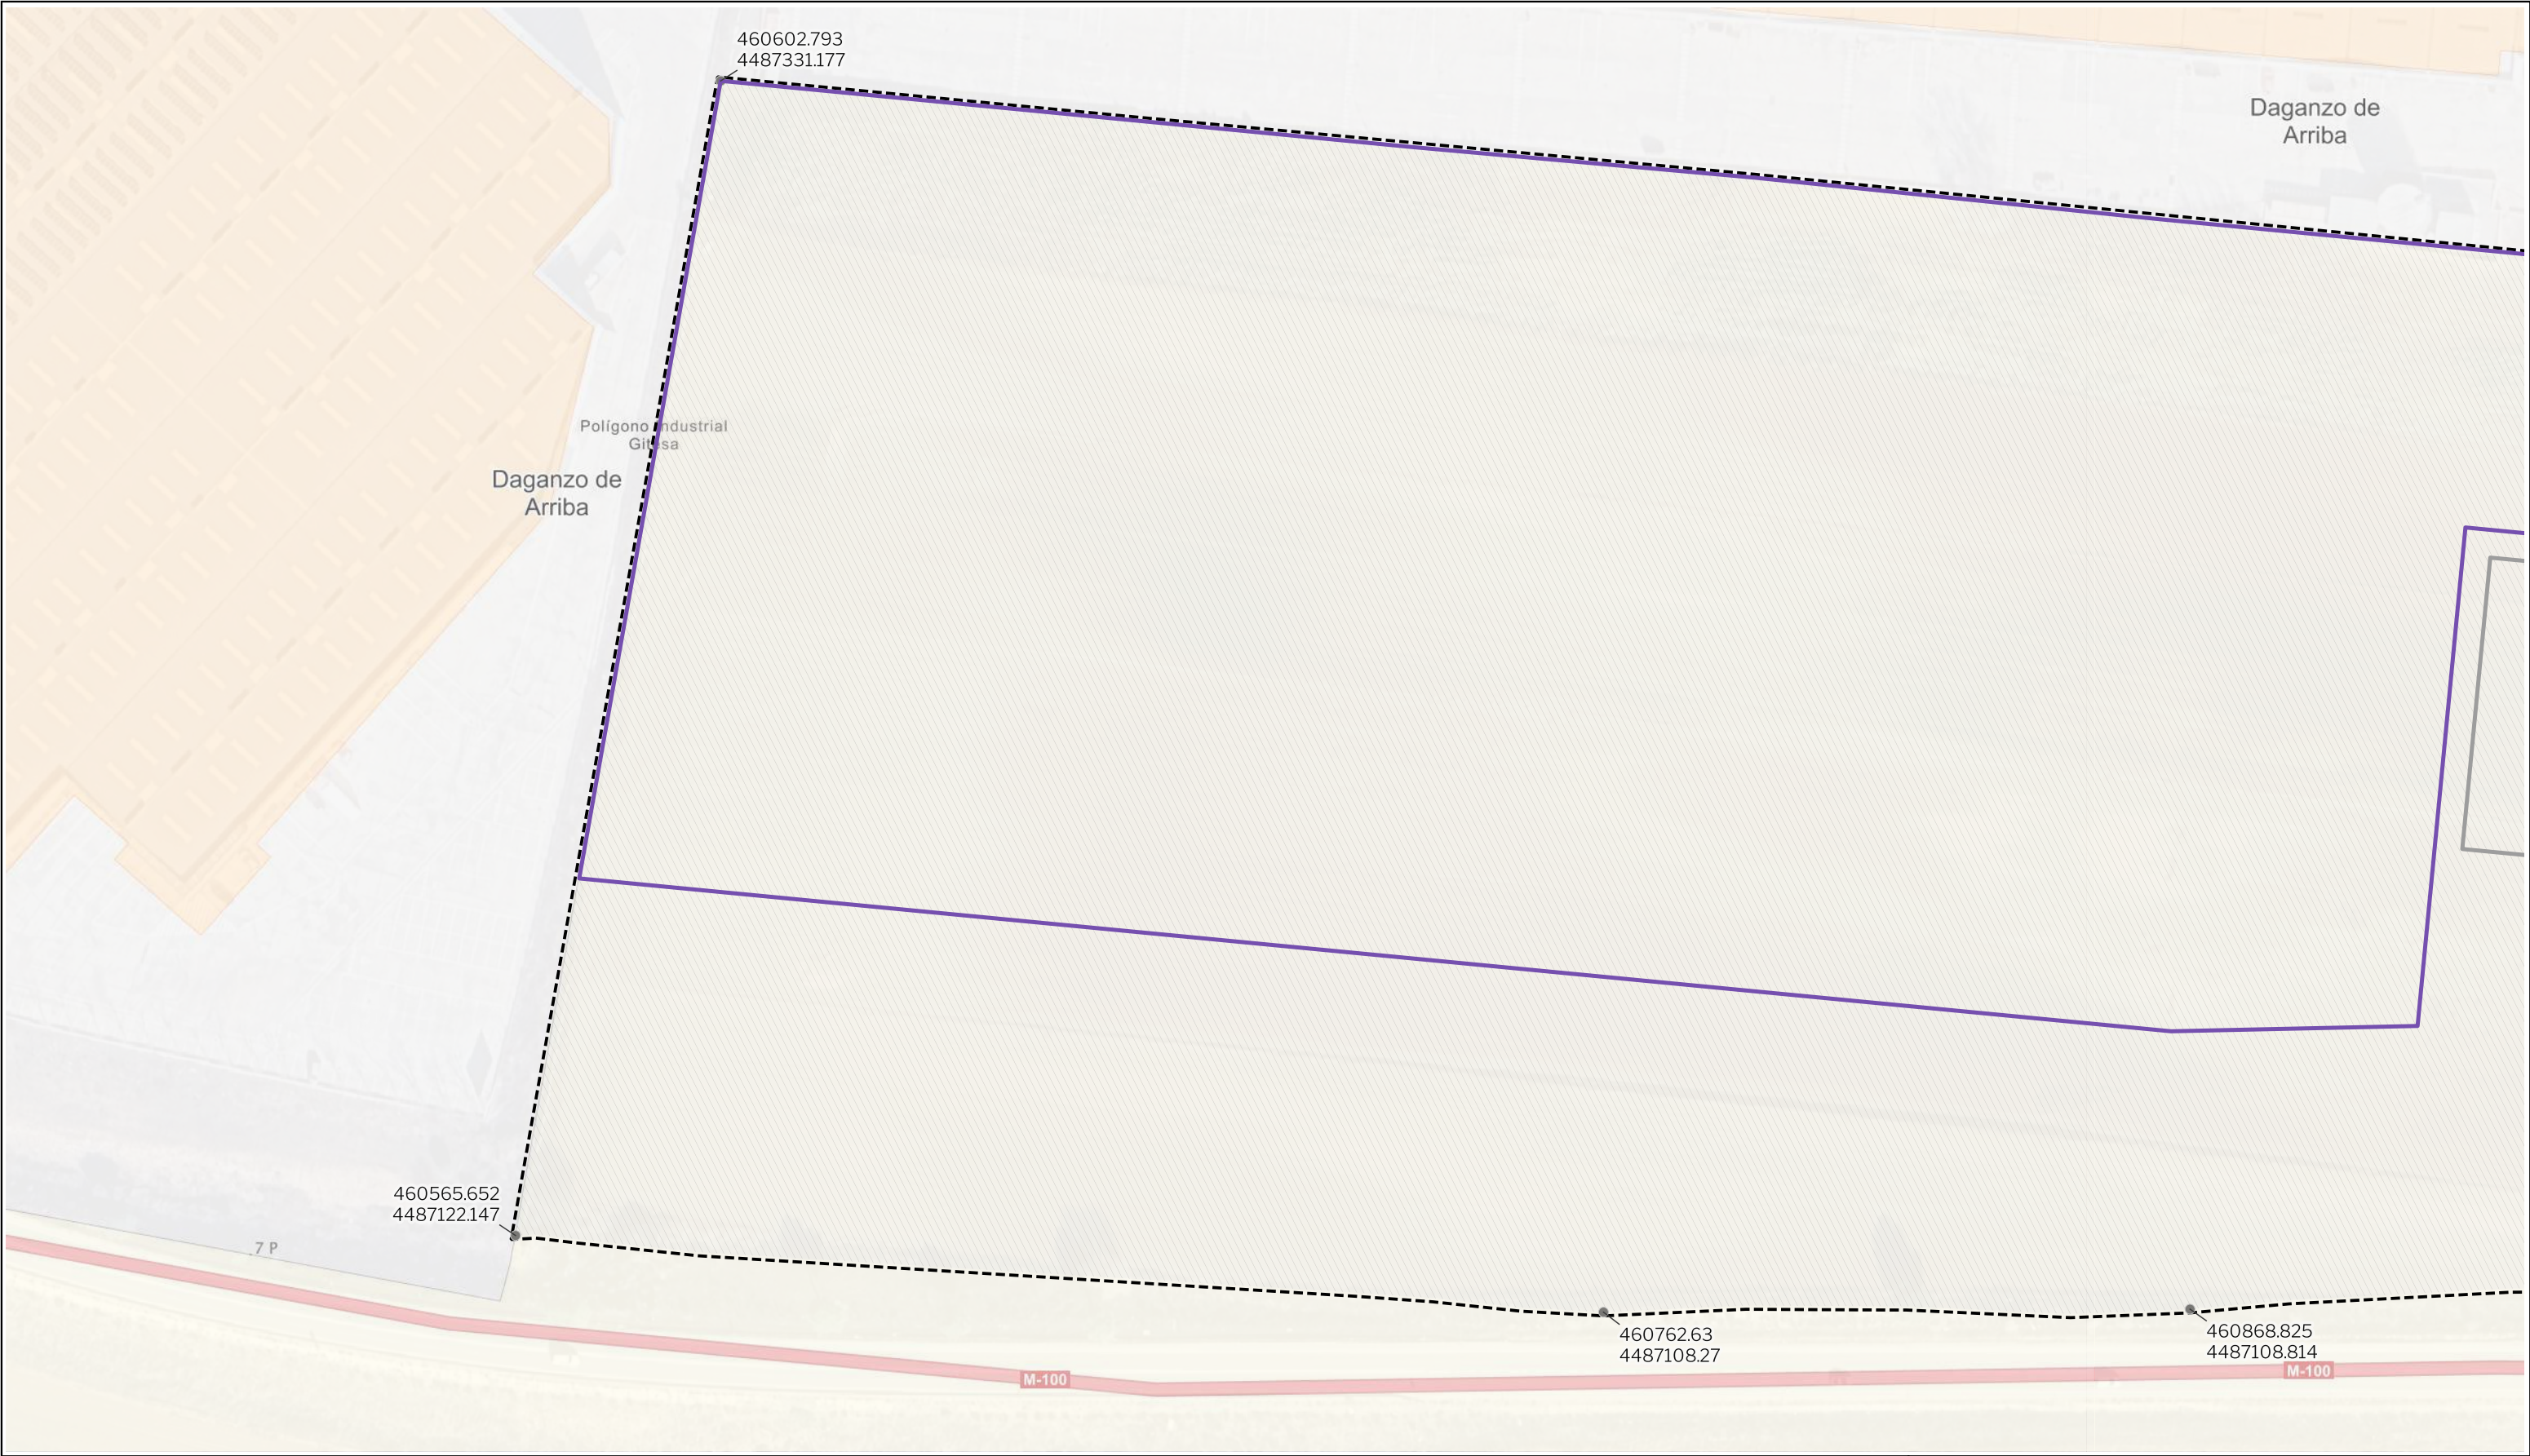 460602.793
4487331.177
Daganzo de
Arriba
Polígono Industrial
Gitesa
Daganzo de
Arriba
460565.652
4487122.147
7 P
460762.63
4487108.27
460868.825
4487108.814
M-100
M-100